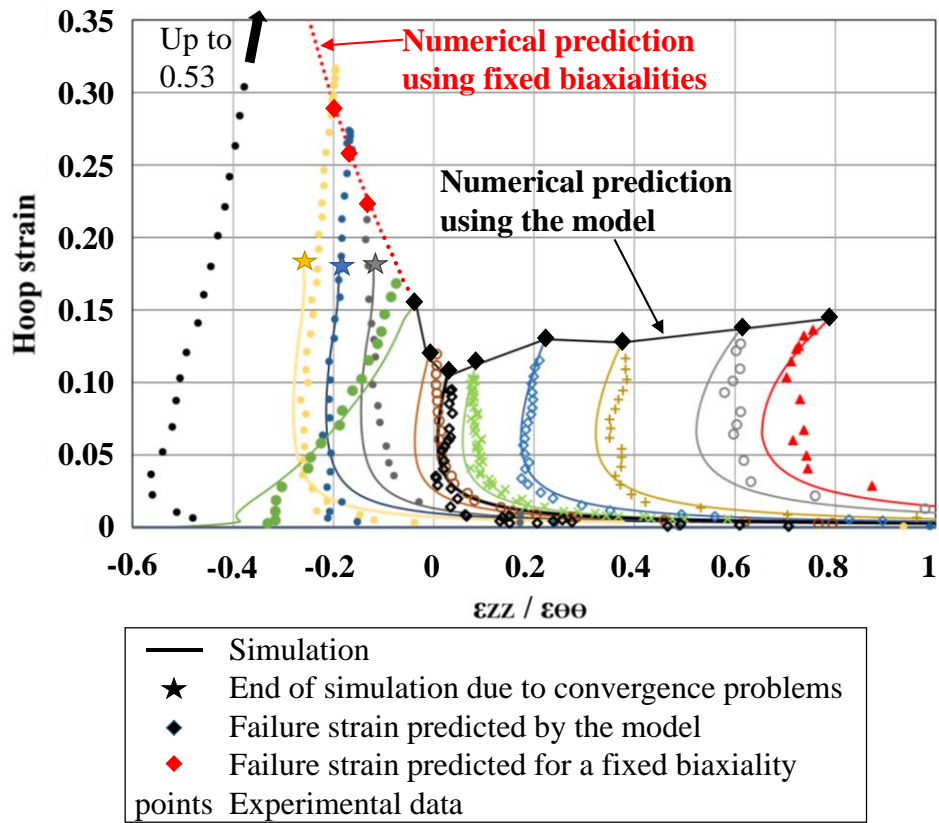 0.35
Up to
0.53
Numerical prediction
using fixed biaxialities
0.30
0.25
Numerical prediction
using the model
0.20
Hoop strain
0.15
0.10
0.05
0
-0.6
-0.4
-0.2
0
0.2
0.4
0.6
0.8
1
εzz / εθθ
Simulation
End of simulation due to convergence problems
Failure strain predicted by the model
Failure strain predicted for a fixed biaxiality
points Experimental data